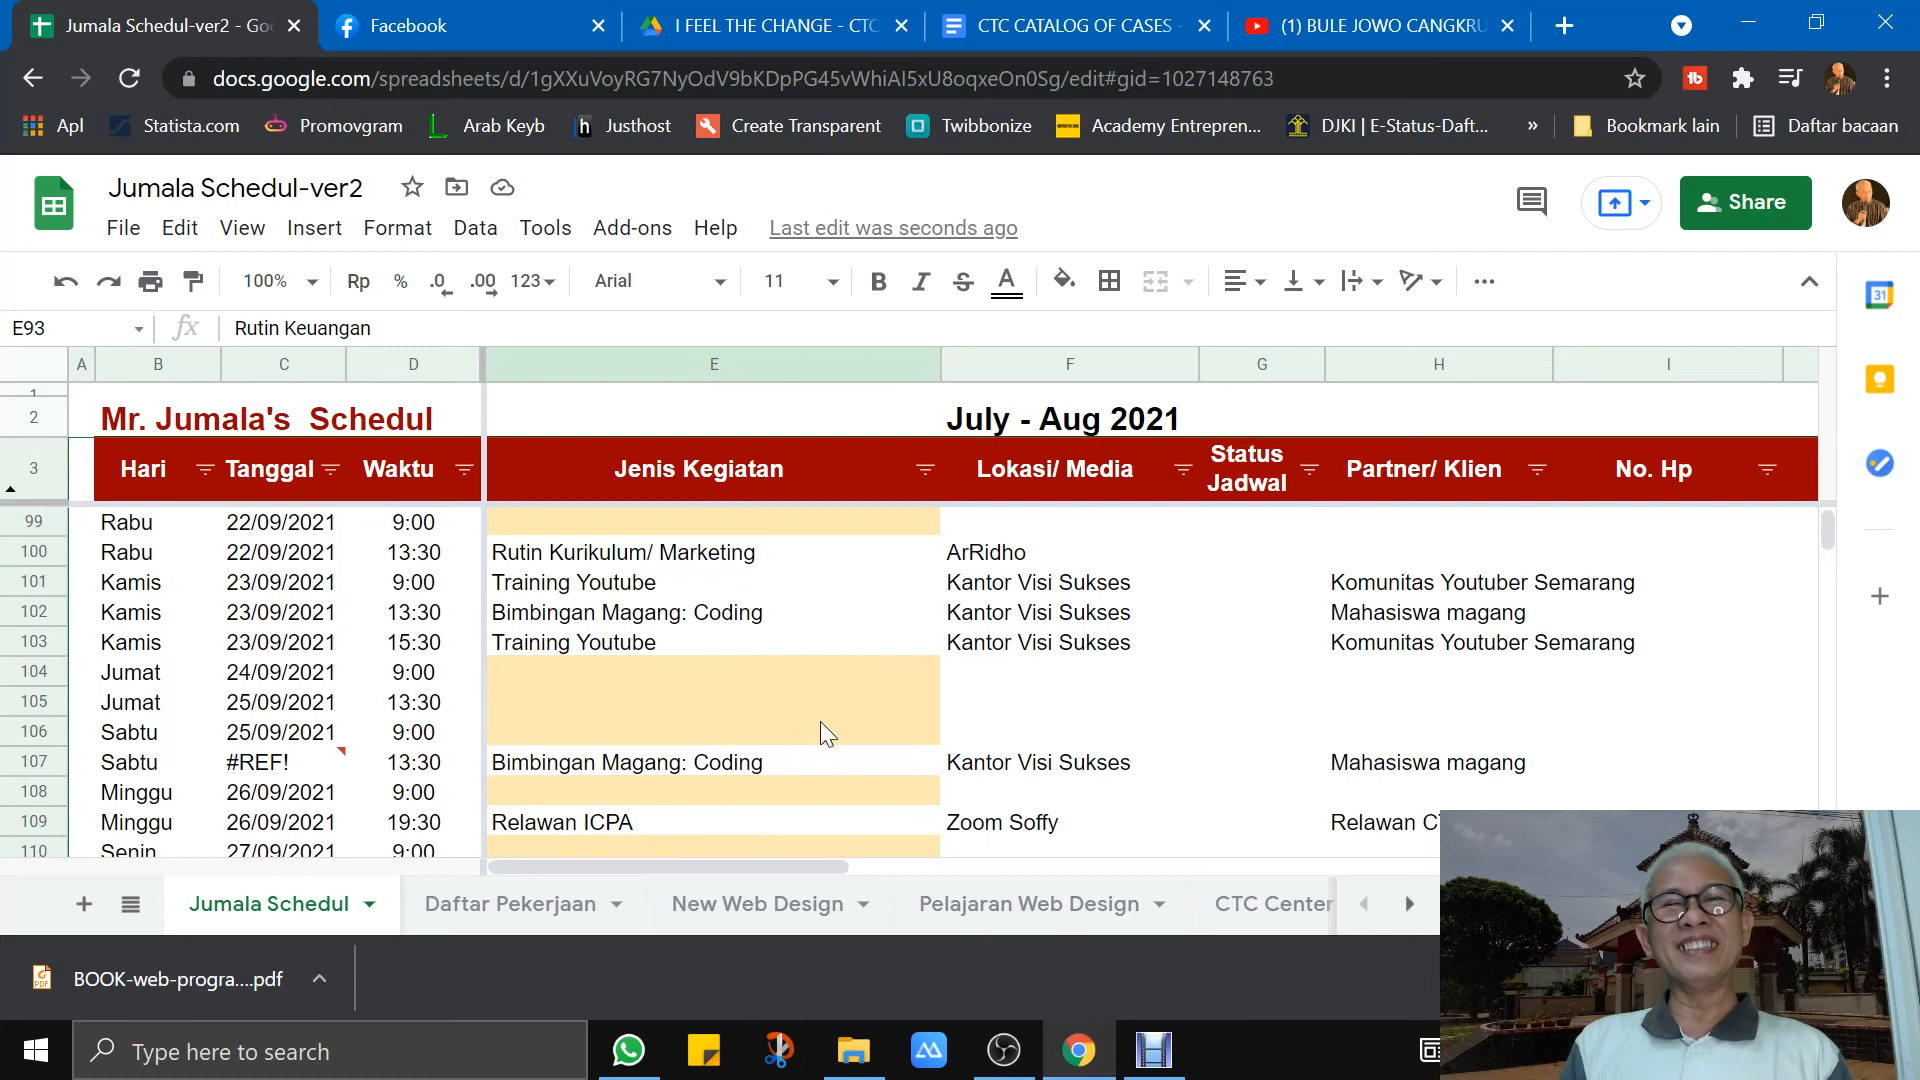 Jumala Schedul-ver2 - Go
Facebook
I FEEL THE CHANGE - CTC
CTC CATALOG OF CASES -
(1) BULE JOWO CANGKRU
docs.google.com/spreadsheets/d/1gXXuVoyRG7NyOdV9bKDpPG45vWhiAI5xU8oqxeOn0Sg/edit#gid=1027148763
Apl
Statista.com
Promovgram
Arab Keyb
Justhost
Create Transparent
Twibbonize
Academy Entrepren...
DJKI | E-Status-Daft...
»
Bookmark lain
Daftar bacaan
Jumala Schedul-ver2
Share
File Edit View Insert Format Data Tools Add-ons Help Last edit was seconds ago
100% Rp % .0 .00 123 Arial 11 B I S A
31
E93 fx Rutin Keuangan
A B C D E F G H I
1
2 Mr. Jumala's Schedul July - Aug 2021
3 Hari Tanggal Waktu Jenis Kegiatan Lokasi/ Media Status Jadwal Partner/ Klien No. Hp
99 Rabu 22/09/2021 9:00
100 Rabu 22/09/2021 13:30 Rutin Kurikulum/ Marketing ArRidho
101 Kamis 23/09/2021 9:00 Training Youtube Kantor Visi Sukses Komunitas Youtuber Semarang
102 Kamis 23/09/2021 13:30 Bimbingan Magang: Coding Kantor Visi Sukses Mahasiswa magang
103 Kamis 23/09/2021 15:30 Training Youtube Kantor Visi Sukses Komunitas Youtuber Semarang
104 Jumat 24/09/2021 9:00
105 Jumat 25/09/2021 13:30
106 Sabtu 25/09/2021 9:00
107 Sabtu #REF! 13:30 Bimbingan Magang: Coding Kantor Visi Sukses Mahasiswa magang
108 Minggu 26/09/2021 9:00
109 Minggu 26/09/2021 19:30 Relawan ICPA Zoom Soffy Relawan C
110 Senin 27/09/2021 9:00
Jumala Schedul Daftar Pekerjaan New Web Design Pelajaran Web Design CTC Center
BOOK-web-progra....pdf
Type here to search